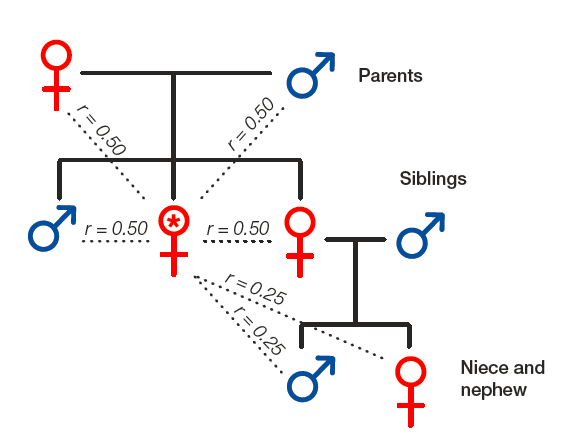 Parents
r = 0.50
r = 0.50
Siblings
*
r = 0.50
r = 0.50
r = 0.25
r = 0.25
Niece and
nephew